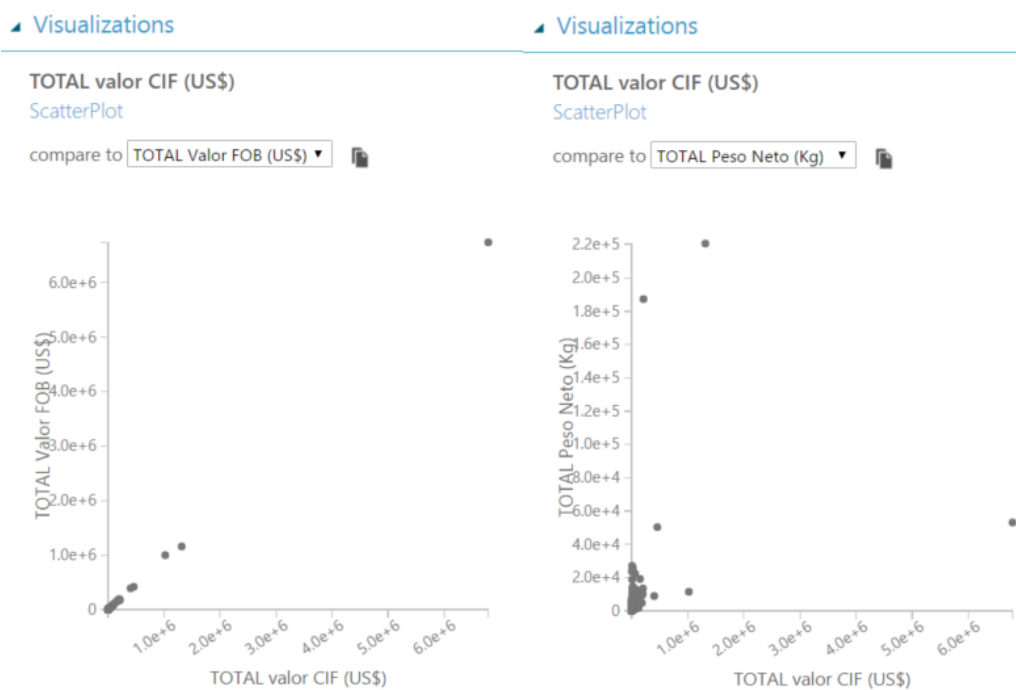 Visualizations
TOTAL valor CIF (US$)
ScatterPlot
compare to TOTAL Valor FOB (US$)
6.0e+6
5.0e+6
4.0e+6
3.0e+6
2.0e+6
1.0e+6
0
TOTAL Valor FOB (US$)
1.0e+6 2.0e+6 3.0e+6 4.0e+6 5.0e+6 6.0e+6
TOTAL valor CIF (US$)
Visualizations
TOTAL valor CIF (US$)
ScatterPlot
compare to TOTAL Peso Neto (Kg)
2.2e+5
2.0e+5
1.8e+5
1.6e+5
1.4e+5
1.2e+5
1.0e+5
8.0e+4
6.0e+4
4.0e+4
2.0e+4
0
TOTAL Peso Neto (Kg)
1.0e+6 2.0e+6 3.0e+6 4.0e+6 5.0e+6 6.0e+6
TOTAL valor CIF (US$)